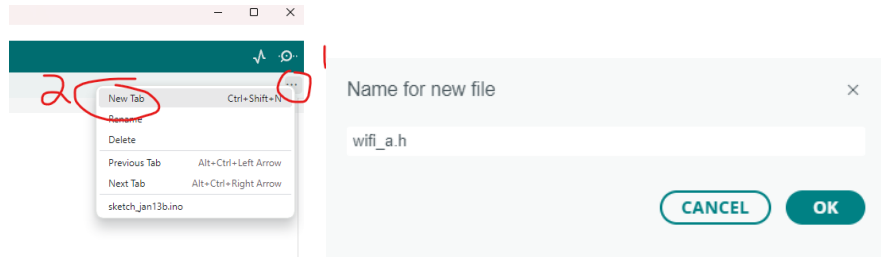 2
New Tab Ctrl+Shift+N
Rename
Delete
Previous Tab Alt+Ctrl+Left Arrow
Next Tab Alt+Ctrl+Right Arrow
sketch_jan13b.ino
Name for new file
wifi_a.h
CANCEL OK